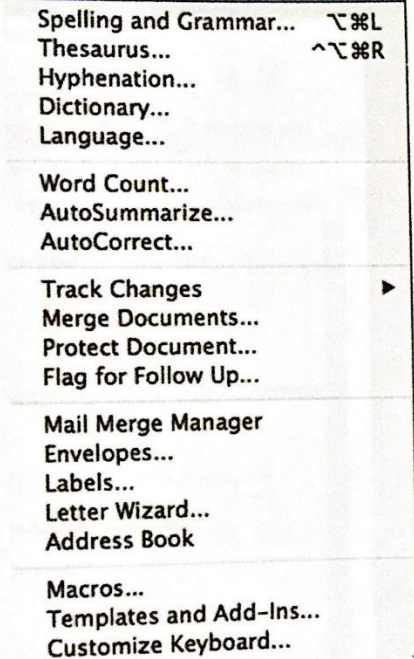 Spelling and Grammar... ⌥⌘L
Thesaurus... ^⌥⌘R
Hyphenation...
Dictionary...
Language...
Word Count...
AutoSummarize...
AutoCorrect...
Track Changes ▶
Merge Documents...
Protect Document...
Flag for Follow Up...
Mail Merge Manager
Envelopes...
Labels...
Letter Wizard...
Address Book
Macros...
Templates and Add-Ins...
Customize Keyboard...